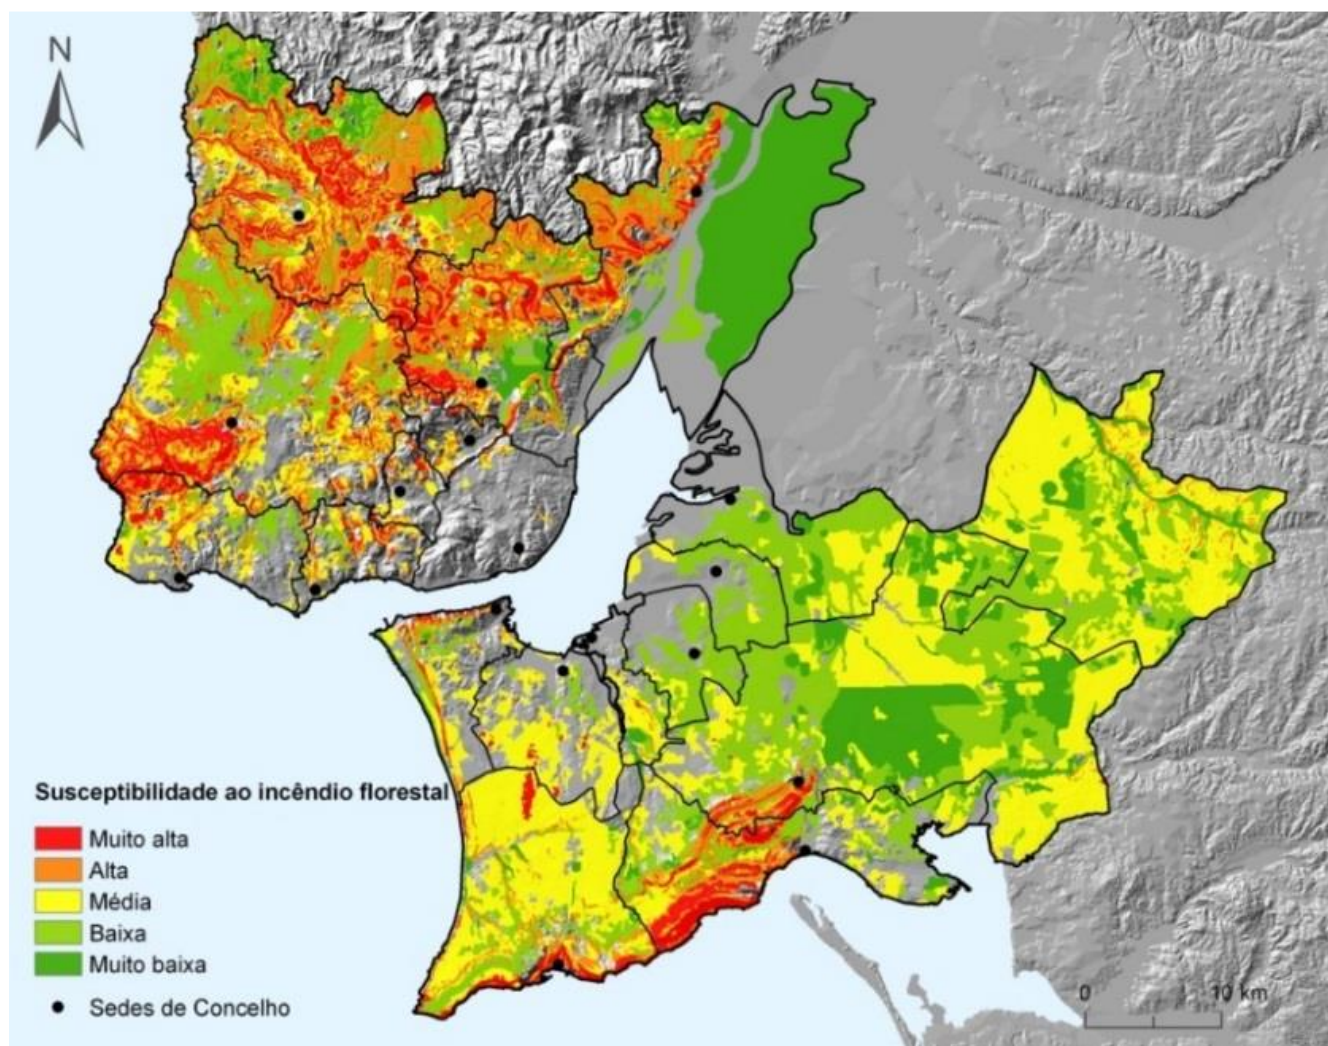 N
Susceptibilidade ao incêndio florestal
Muito alta
Alta
Média
Baixa
Muito baixa
Sedes de Concelho
0 10 km